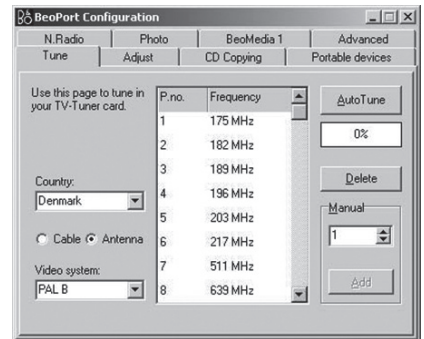 BeoPort Configuration
N.Radio Photo BeoMedia 1 Advanced
Tune Adjust CD Copying Portable devices
Use this page to tune in
your TV-Tuner card.
Country:
Denmark
Cable Antenna
Video system:
PAL B
P.no. Frequency
1 175 MHz
2 182 MHz
3 189 MHz
4 196 MHz
5 203 MHz
6 217 MHz
7 511 MHz
8 639 MHz
AutoTune
0%
Delete
Manual
1
Add